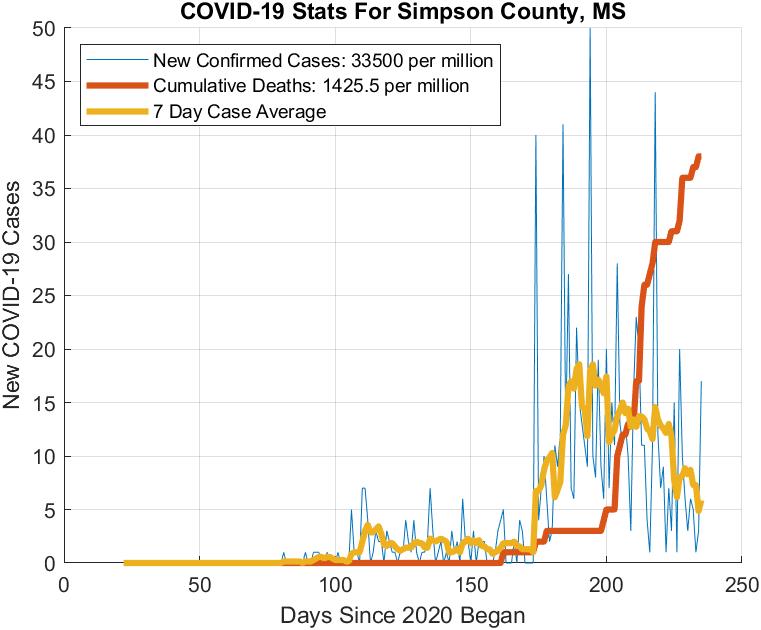 COVID-19 Stats For Simpson County, MS
New Confirmed Cases: 33500 per million
Cumulative Deaths: 1425.5 per million
7 Day Case Average
New COVID-19 Cases
50
45
40
35
30
25
20
15
10
5
0
0 50 100 150 200 250
Days Since 2020 Began